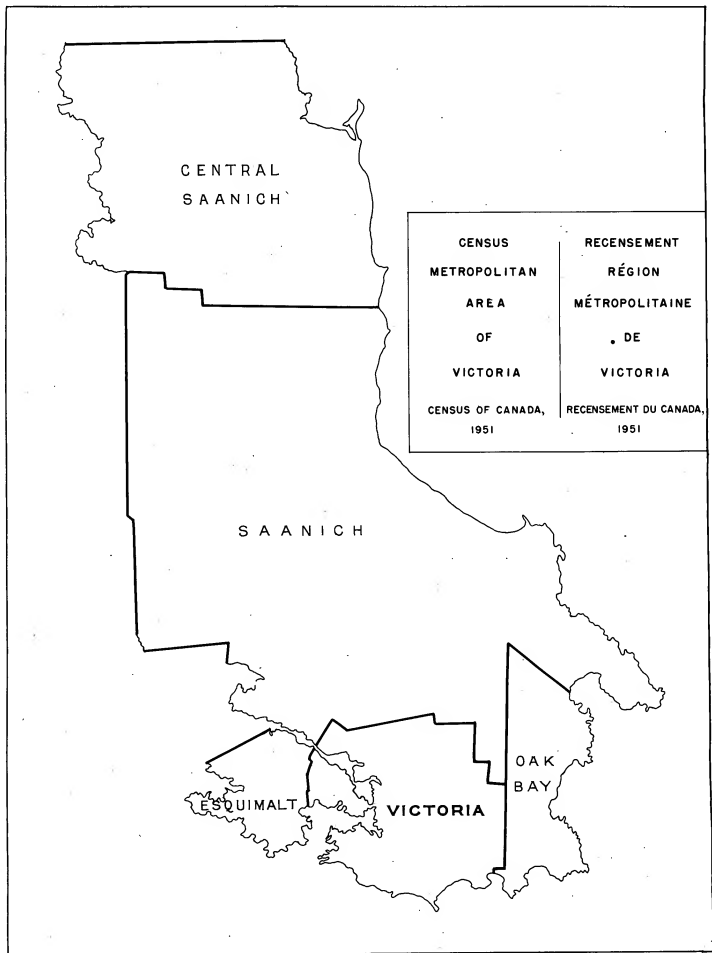 CENTRAL
SAANICH
CENSUS
METROPOLITAN
AREA
OF
VICTORIA
CENSUS OF CANADA,
1951
RECENSEMENT
RÉGION
MÉTROPOLITAINE
DE
VICTORIA
RECENSEMENT DU CANADA,
1951
SAANICH
OAK
BAY
ESQUIMALT
VICTORIA